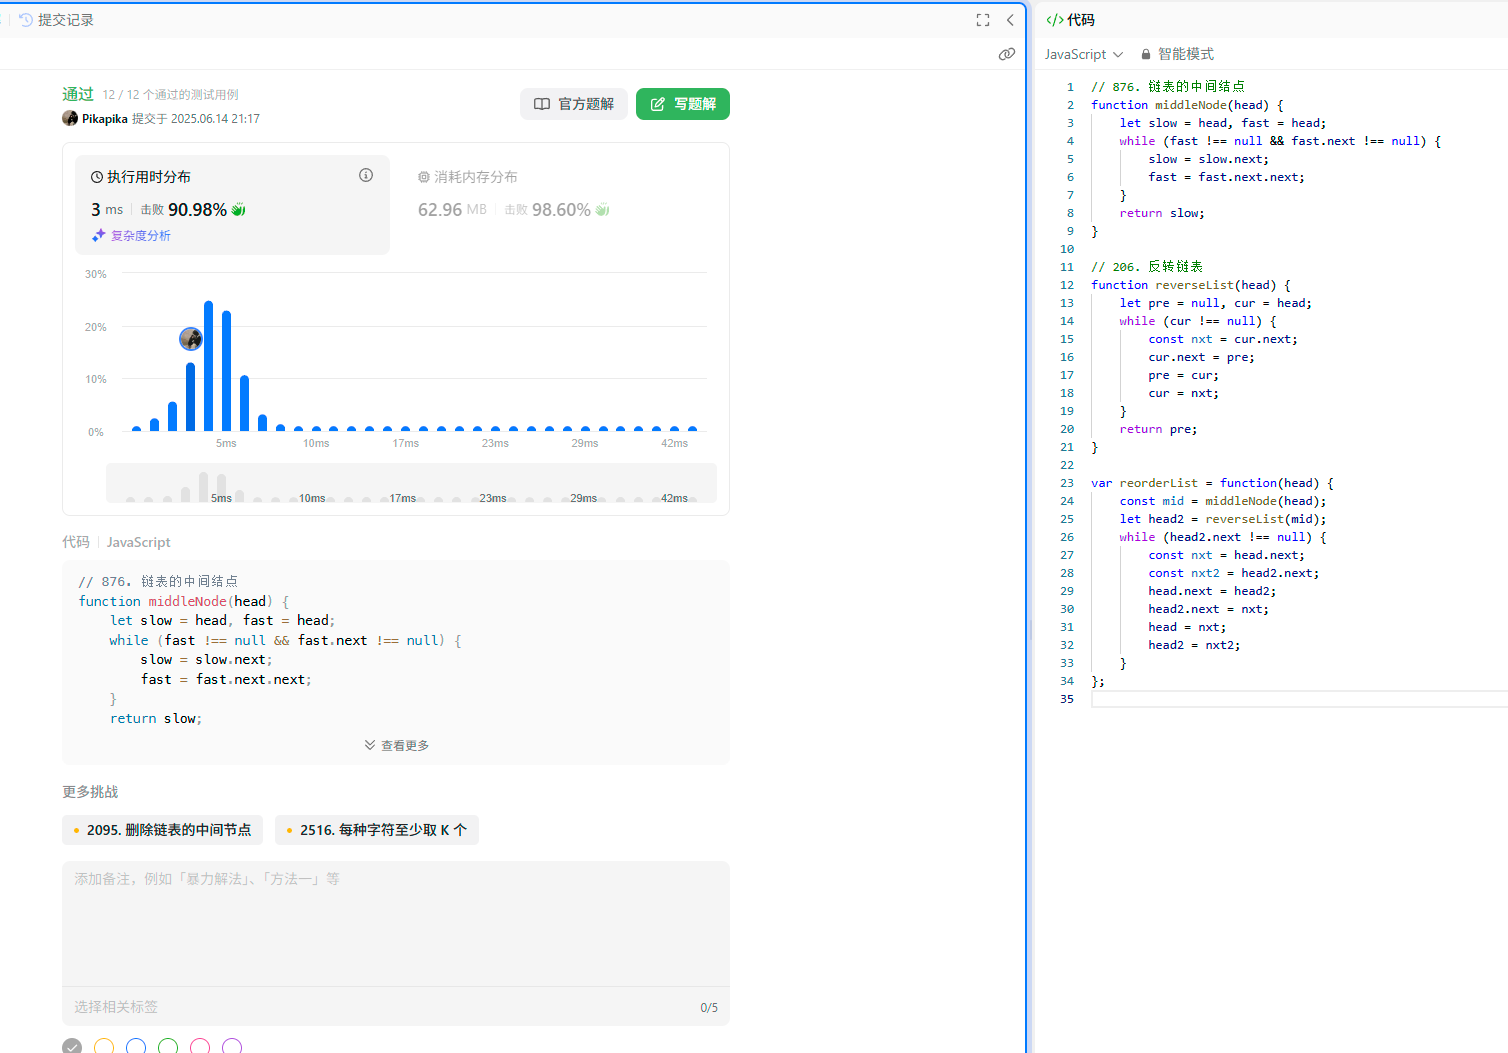 提交记录
通过 12 / 12 个通过的测试用例
Pikapika 提交于 2025.06.14 21:17
官方题解
写题解
执行用时分布
3 ms 击败 90.98%
复杂度分析
消耗内存分布
62.96 MB 击败 98.60%
30%
20%
10%
0%
5ms 10ms 17ms 23ms 29ms 42ms
5ms 10ms 17ms 23ms 29ms 42ms
代码 JavaScript
// 876. 链表的中间结点
function middleNode(head) {
    let slow = head, fast = head;
    while (fast !== null && fast.next !== null) {
        slow = slow.next;
        fast = fast.next.next;
    }
    return slow;
查看更多
更多挑战
2095. 删除链表的中间节点
2516. 每种字符至少取 K 个
添加备注，例如「暴力解法」、「方法一」等
选择相关标签 0/5
代码
JavaScript 智能模式
1 // 876. 链表的中间结点
2 function middleNode(head) {
3     let slow = head, fast = head;
4     while (fast !== null && fast.next !== null) {
5         slow = slow.next;
6         fast = fast.next.next;
7     }
8     return slow;
9 }
10
11 // 206. 反转链表
12 function reverseList(head) {
13     let pre = null, cur = head;
14     while (cur !== null) {
15         const nxt = cur.next;
16         cur.next = pre;
17         pre = cur;
18         cur = nxt;
19     }
20     return pre;
21 }
22
23 var reorderList = function(head) {
24     const mid = middleNode(head);
25     let head2 = reverseList(mid);
26     while (head2.next !== null) {
27         const nxt = head.next;
28         const nxt2 = head2.next;
29         head.next = head2;
30         head2.next = nxt;
31         head = nxt;
32         head2 = nxt2;
33     }
34 };
35